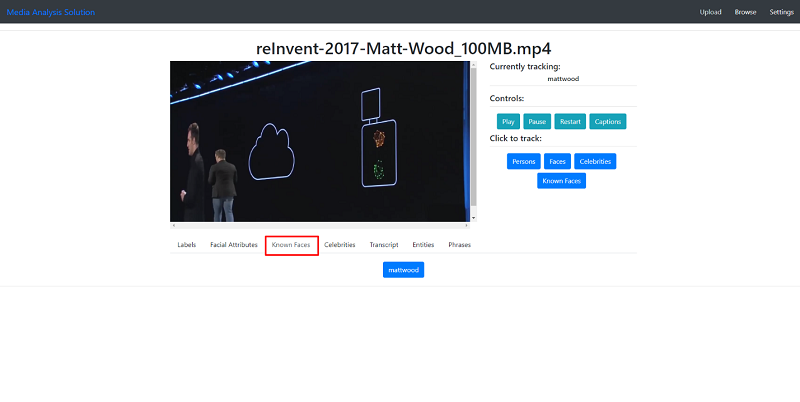 Media Analysis Solution
Upload Browse Settings
reInvent-2017-Matt-Wood_100MB.mp4
Currently tracking:
mattwood
Controls:
Play Pause Restart Captions
Click to track:
Persons Faces Celebrities
Known Faces
Labels Facial Attributes Known Faces Celebrities Transcript Entities Phrases
mattwood